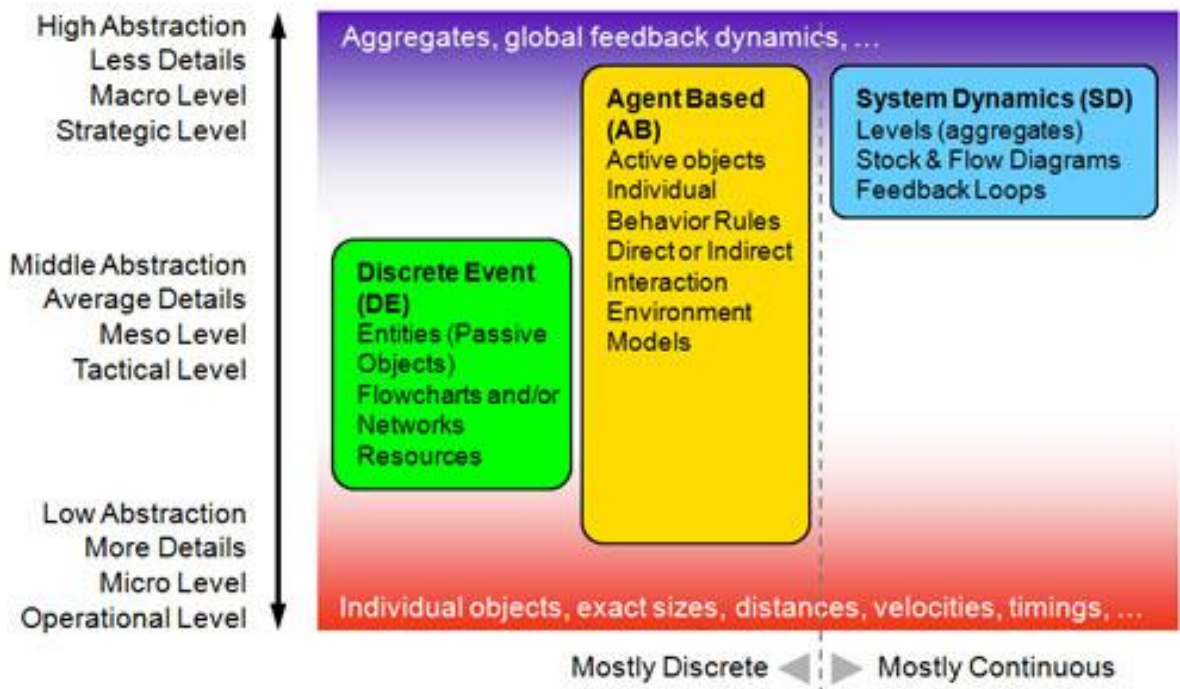 High Abstraction
Less Details
Macro Level
Strategic Level
Middle Abstraction
Average Details
Meso Level
Tactical Level
Low Abstraction
More Details
Micro Level
Operational Level
Aggregates, global feedback dynamics, …
Discrete Event
(DE)
Entities (Passive
Objects)
Flowcharts and/or
Networks
Resources
Agent Based
(AB)
Active objects
Individual
Behavior Rules
Direct or Indirect
Interaction
Environment
Models
System Dynamics (SD)
Levels (aggregates)
Stock & Flow Diagrams
Feedback Loops
Individual objects, exact sizes, distances, velocities, timings, …
Mostly Discrete
Mostly Continuous